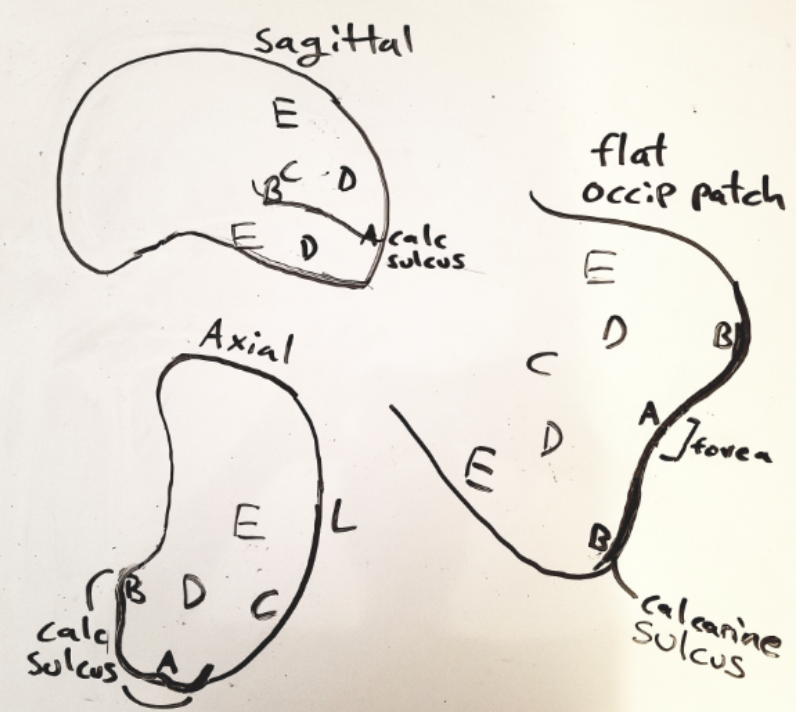 Sagittal
E
C D
B
E D A calc
sulcus
flat
occip patch
E
D B
C
A
D
E
] fovea
B
calcarine
sulcus
Axial
E L
B D C
calc
sulcus A